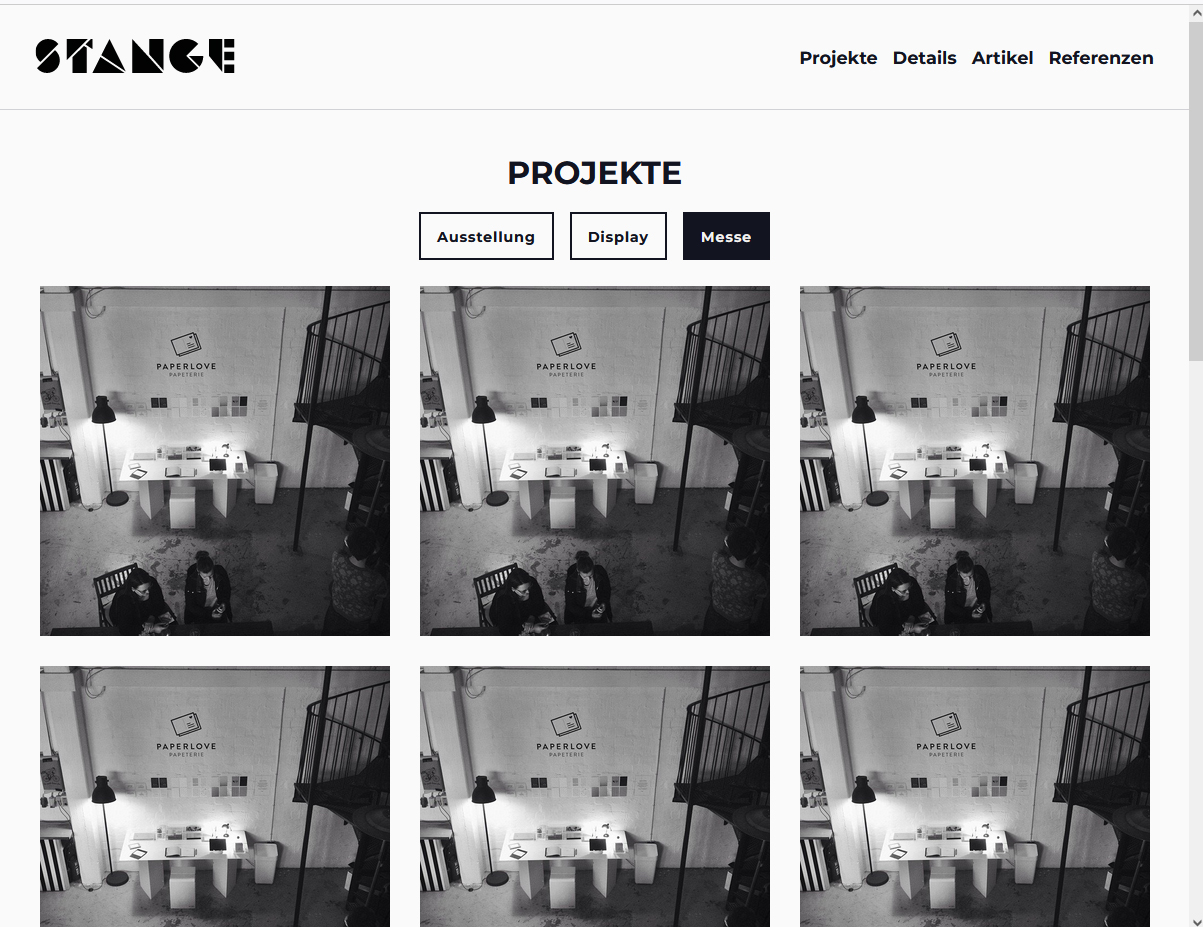 STANGE
Projekte Details Artikel Referenzen
PROJEKTE
Ausstellung Display Messe
PAPERLOVE PAPERLOVE PAPERLOVE
PAPETERIE PAPETERIE PAPETERIE
PAPERLOVE PAPERLOVE PAPERLOVE
PAPETERIE PAPETERIE PAPETERIE